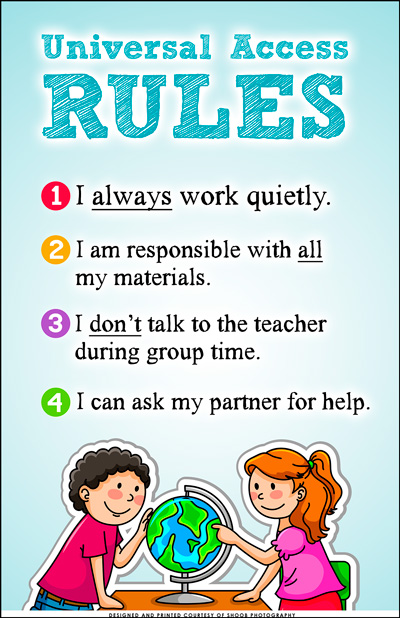 Universal Access
RULES
1 I always work quietly.
2 I am responsible with all
my materials.
3 I don't talk to the teacher
during group time.
4 I can ask my partner for help.
DESIGNED AND PRINTED COURTESY OF SHOOB PHOTOGRAPHY